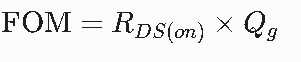 FOM = R_{DS(on)} × Q_g